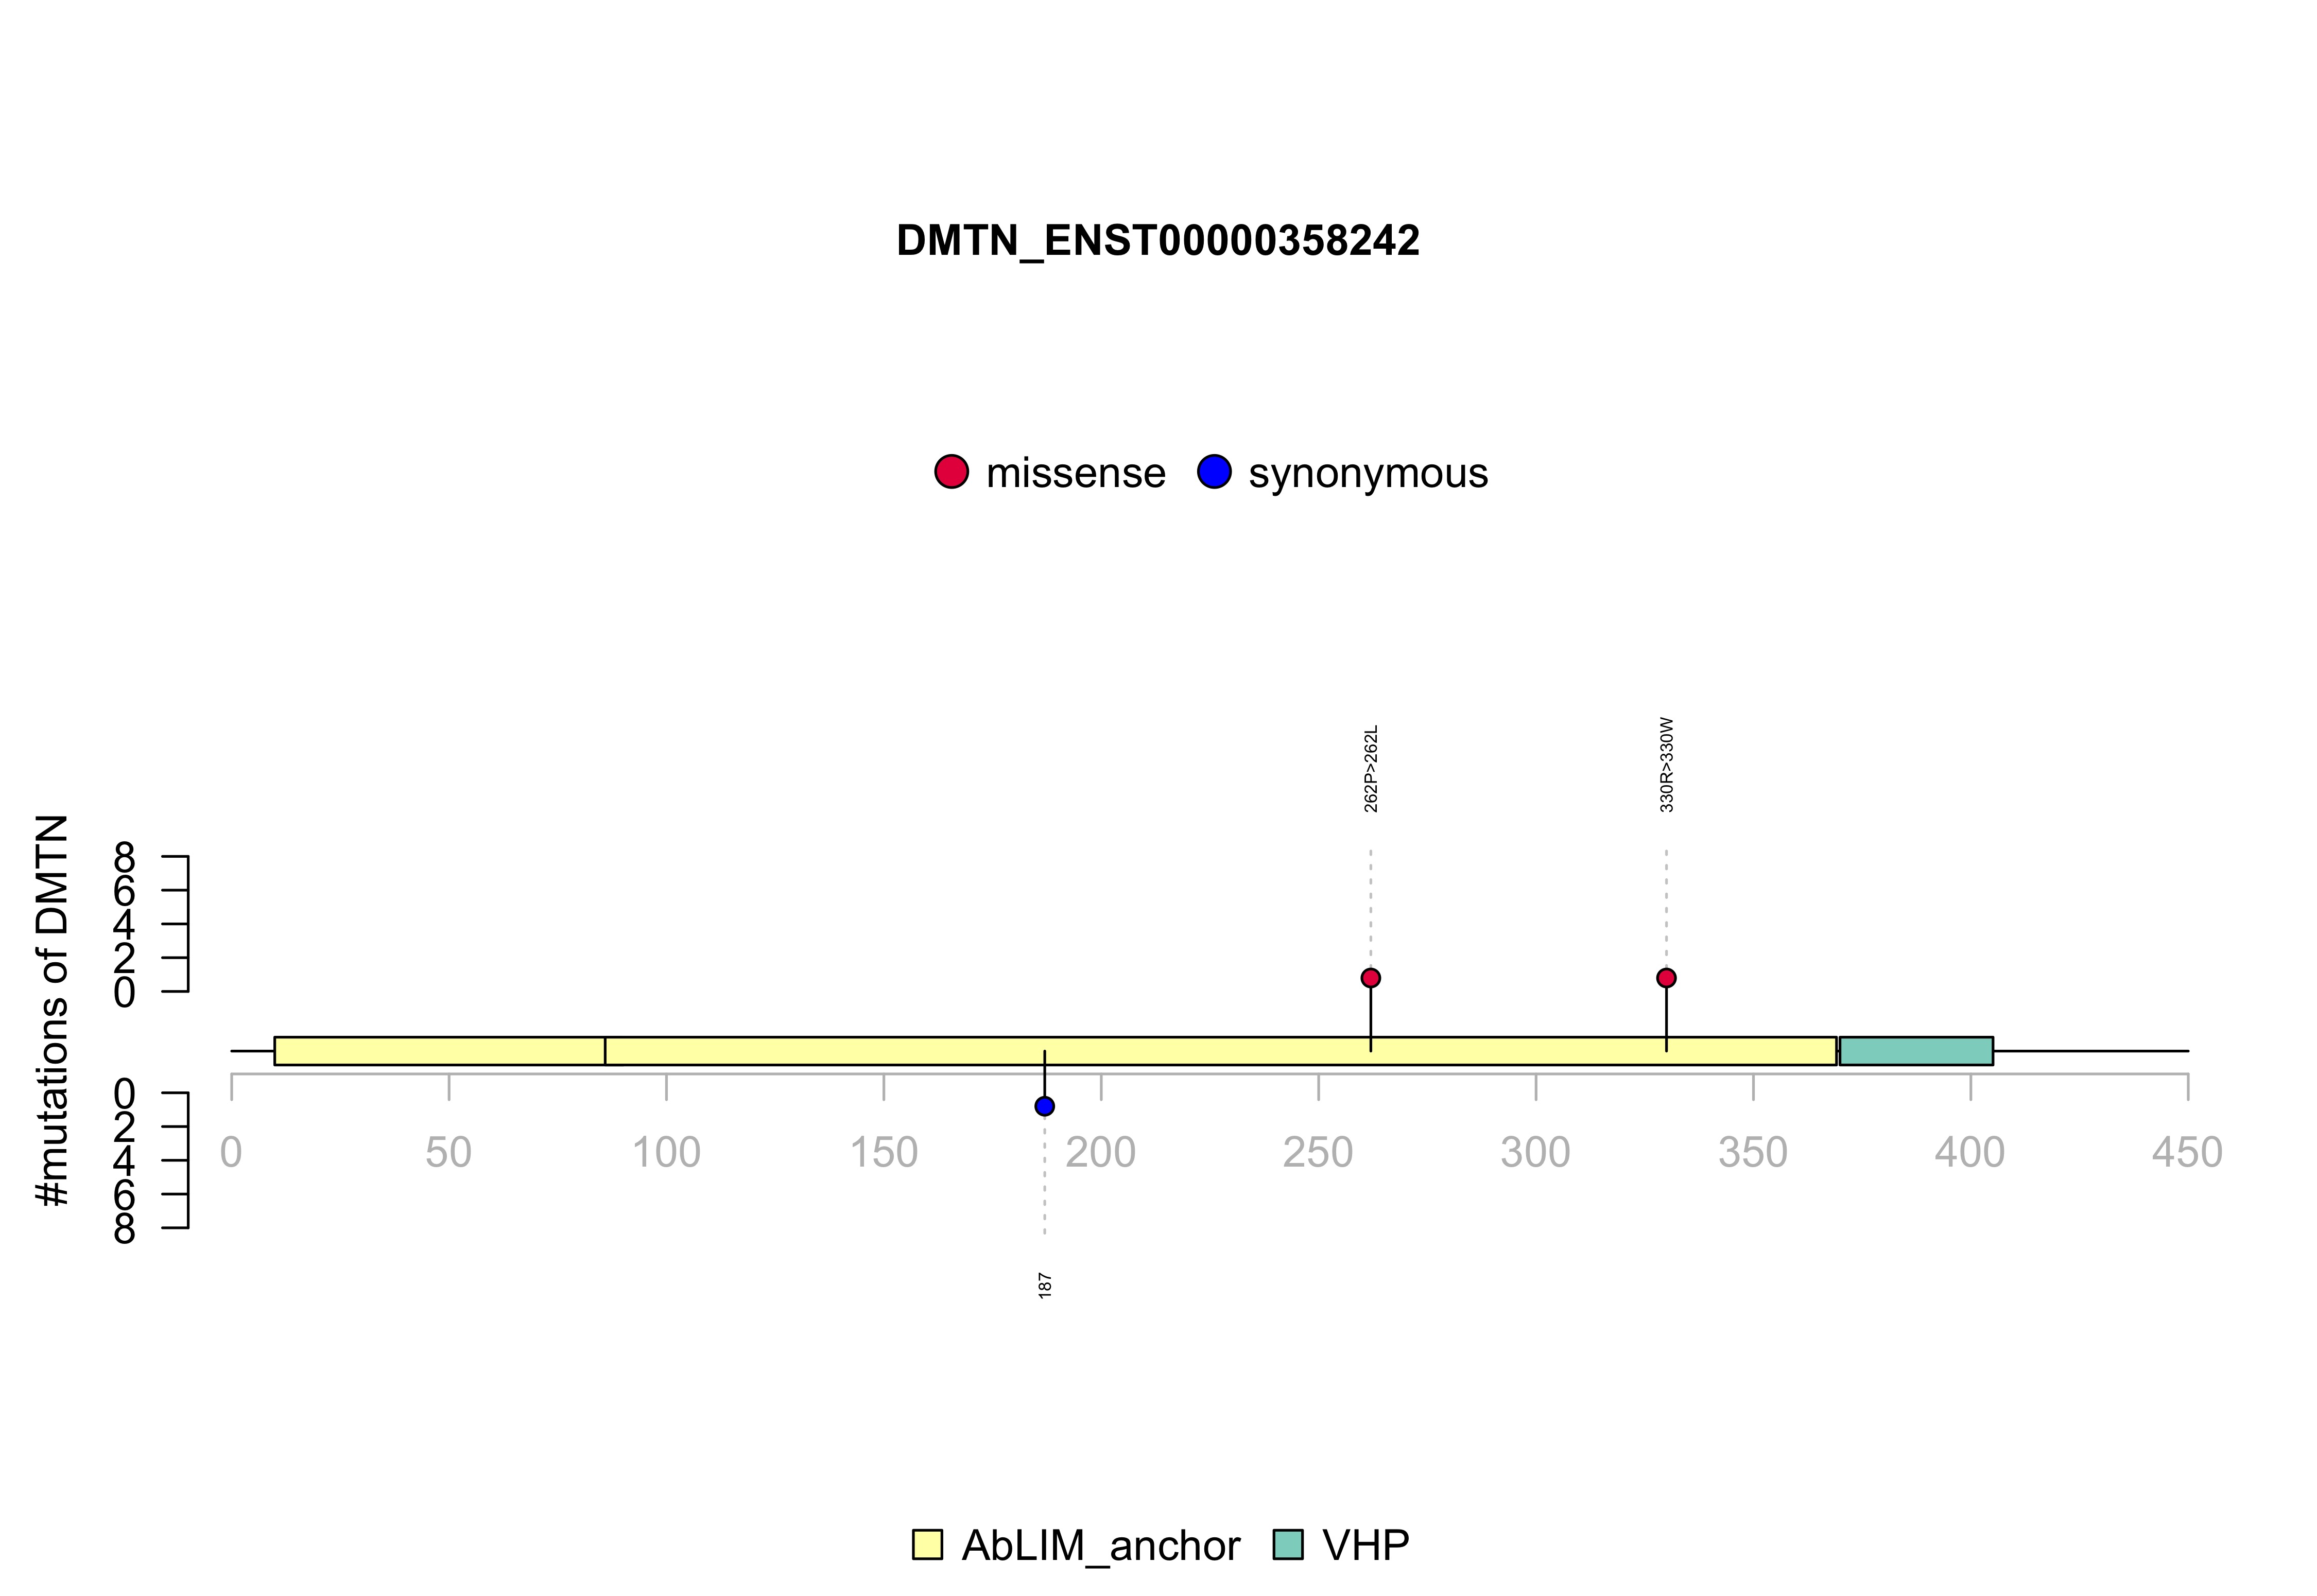 DMTN_ENST00000358242
missense synonymous
262P>262L
330R>330W
#mutations of DMTN
8
6
4
2
0
0
2
4
6
8
0 50 100 150 200 250 300 350 400 450
187
AbLIM_anchor VHP